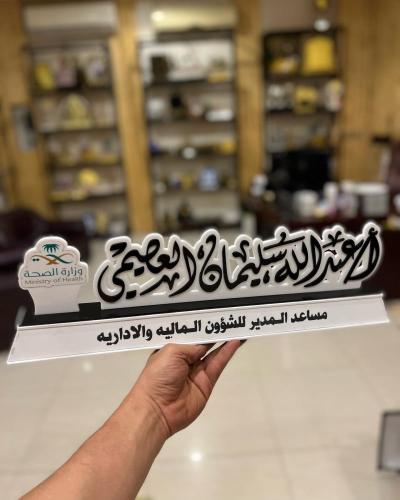 أ/عبدالله سليمان العصيمي
وزارة الصحة
Ministry of Health
مساعد المدير للشؤون الماليه والاداريه